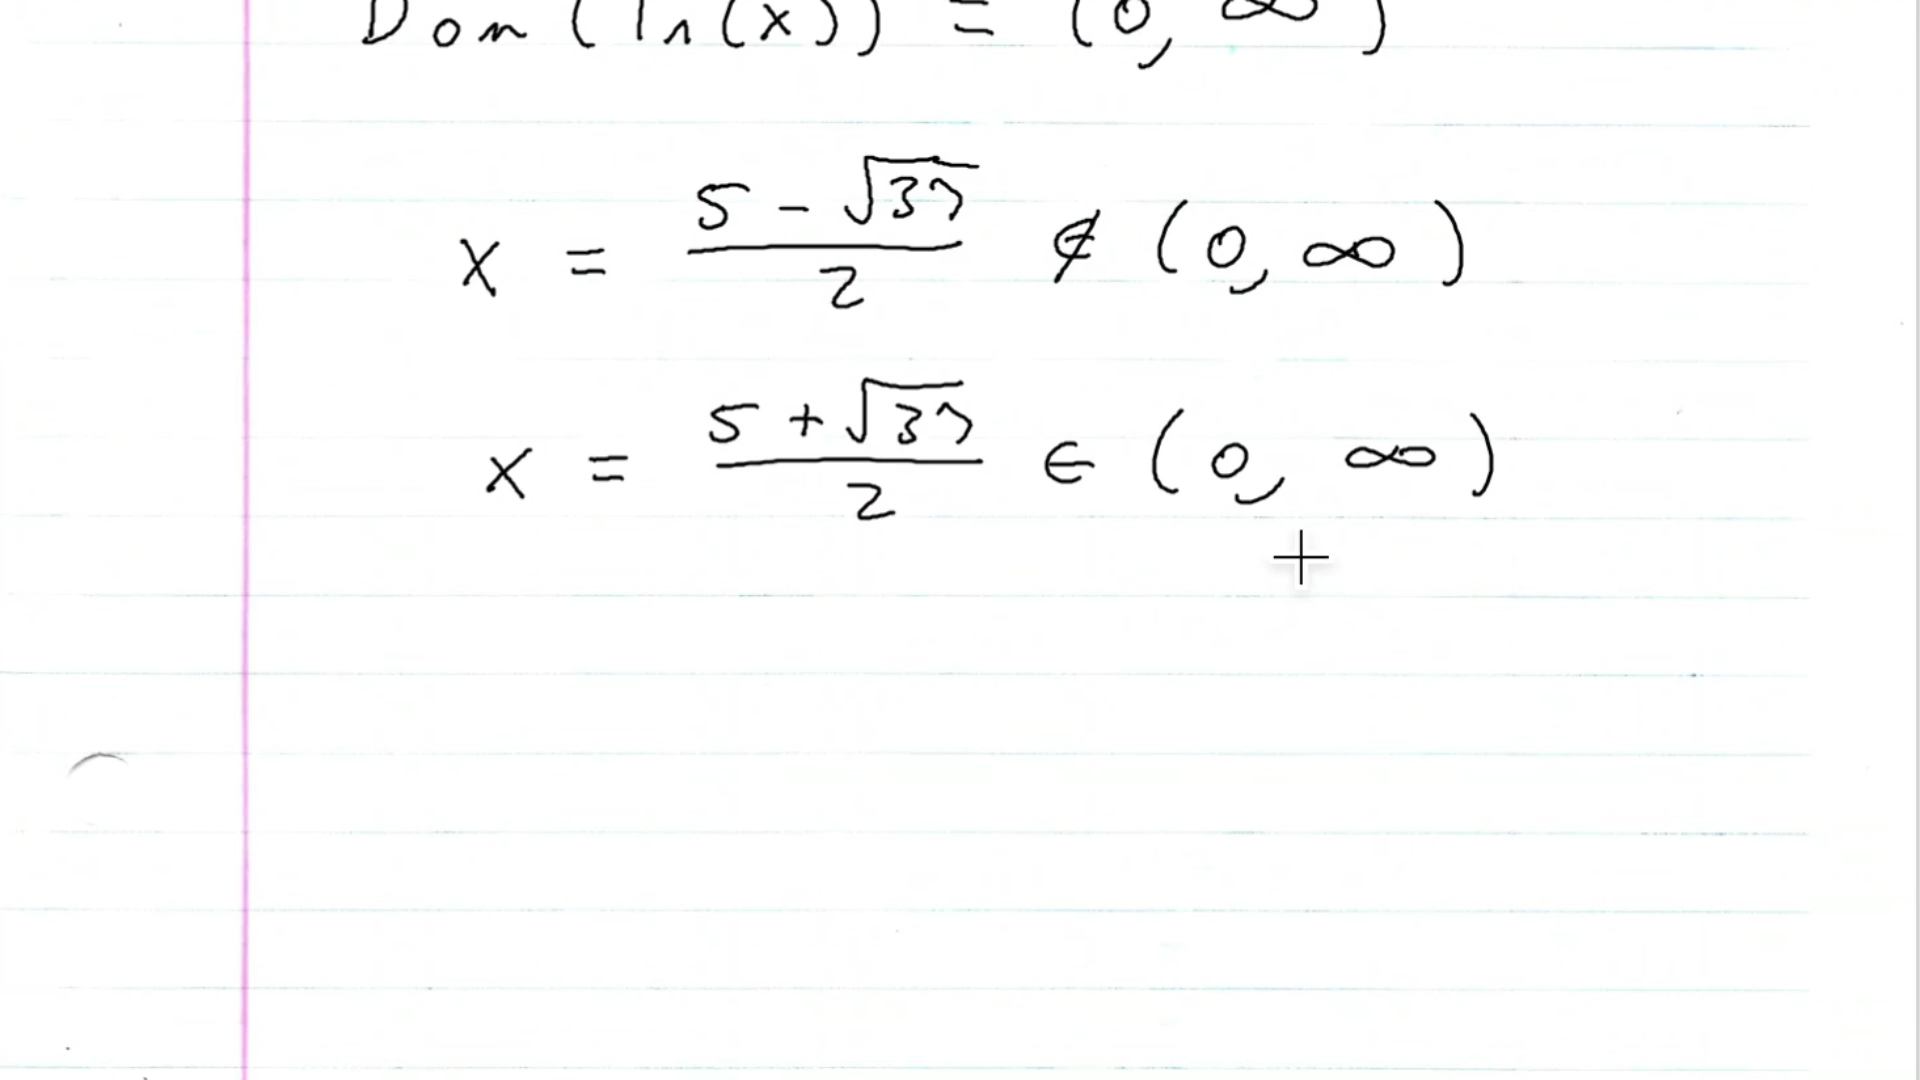 Dom (ln(x)) = (0, ∞)
x = (5 - √37)/2 ∉ (0, ∞)
x = (5 + √37)/2 ∈ (0, ∞)